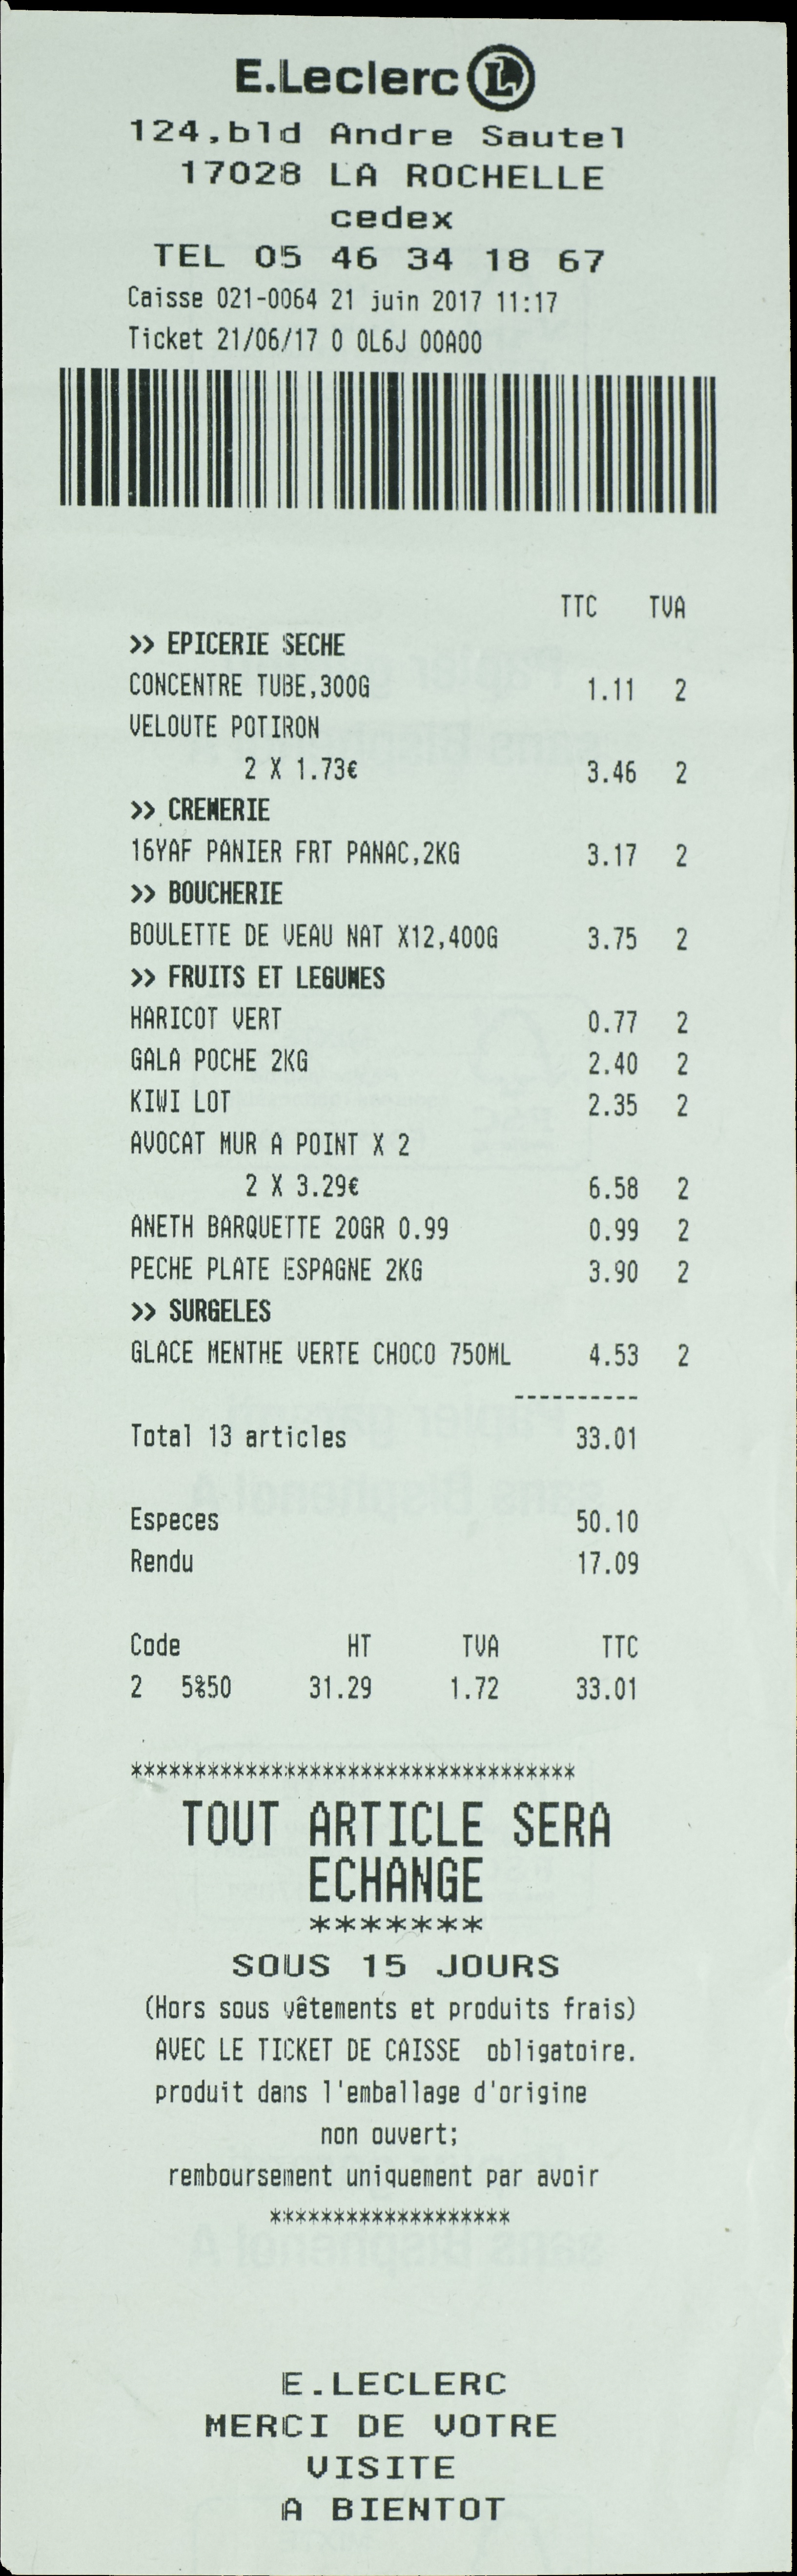 E.Leclerc L
124,bld Andre Sautel
17028 LA ROCHELLE
cedex
TEL 05 46 34 18 67
Caisse 021-0064 21 juin 2017 11:17
Ticket 21/06/17 0 0L6J 00A00
TTC TVA
>> EPICERIE SECHE
CONCENTRE TUBE,300G 1.11 2
VELOUTE POTIRON
2 X 1.73€ 3.46 2
>> CREMERIE
16YAF PANIER FRT PANAC,2KG 3.17 2
>> BOUCHERIE
BOULETTE DE VEAU NAT X12,400G 3.75 2
>> FRUITS ET LEGUMES
HARICOT VERT 0.77 2
GALA POCHE 2KG 2.40 2
KIWI LOT 2.35 2
AVOCAT MUR A POINT X 2
2 X 3.29€ 6.58 2
ANETH BARQUETTE 20GR 0.99 0.99 2
PECHE PLATE ESPAGNE 2KG 3.90 2
>> SURGELES
GLACE MENTHE VERTE CHOCO 750ML 4.53 2
----------
Total 13 articles 33.01
Especes 50.10
Rendu 17.09
Code HT TVA TTC
2 5%50 31.29 1.72 33.01
***********************************
TOUT ARTICLE SERA
ECHANGE
*******
SOUS 15 JOURS
(Hors sous vêtements et produits frais)
AVEC LE TICKET DE CAISSE obligatoire.
produit dans l'emballage d'origine
non ouvert;
remboursement uniquement par avoir
*******************
E.LECLERC
MERCI DE VOTRE
VISITE
A BIENTOT